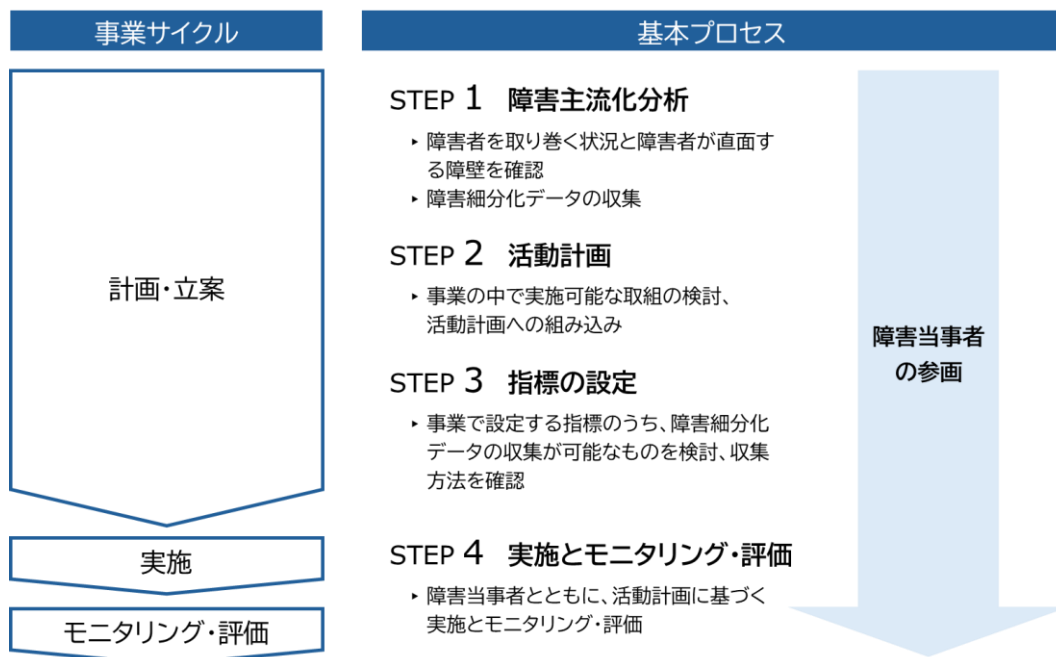 事業サイクル
基本プロセス
計画・立案
実施
モニタリング・評価
STEP 1 障害主流化分析
‣ 障害者を取り巻く状況と障害者が直面す
る障壁を確認
‣ 障害細分化データの収集
STEP 2 活動計画
‣ 事業の中で実施可能な取組の検討、
活動計画への組み込み
STEP 3 指標の設定
‣ 事業で設定する指標のうち、障害細分化
データの収集が可能なものを検討、収集
方法を確認
STEP 4 実施とモニタリング・評価
‣ 障害当事者とともに、活動計画に基づく
実施とモニタリング・評価
障害当事者
の参画